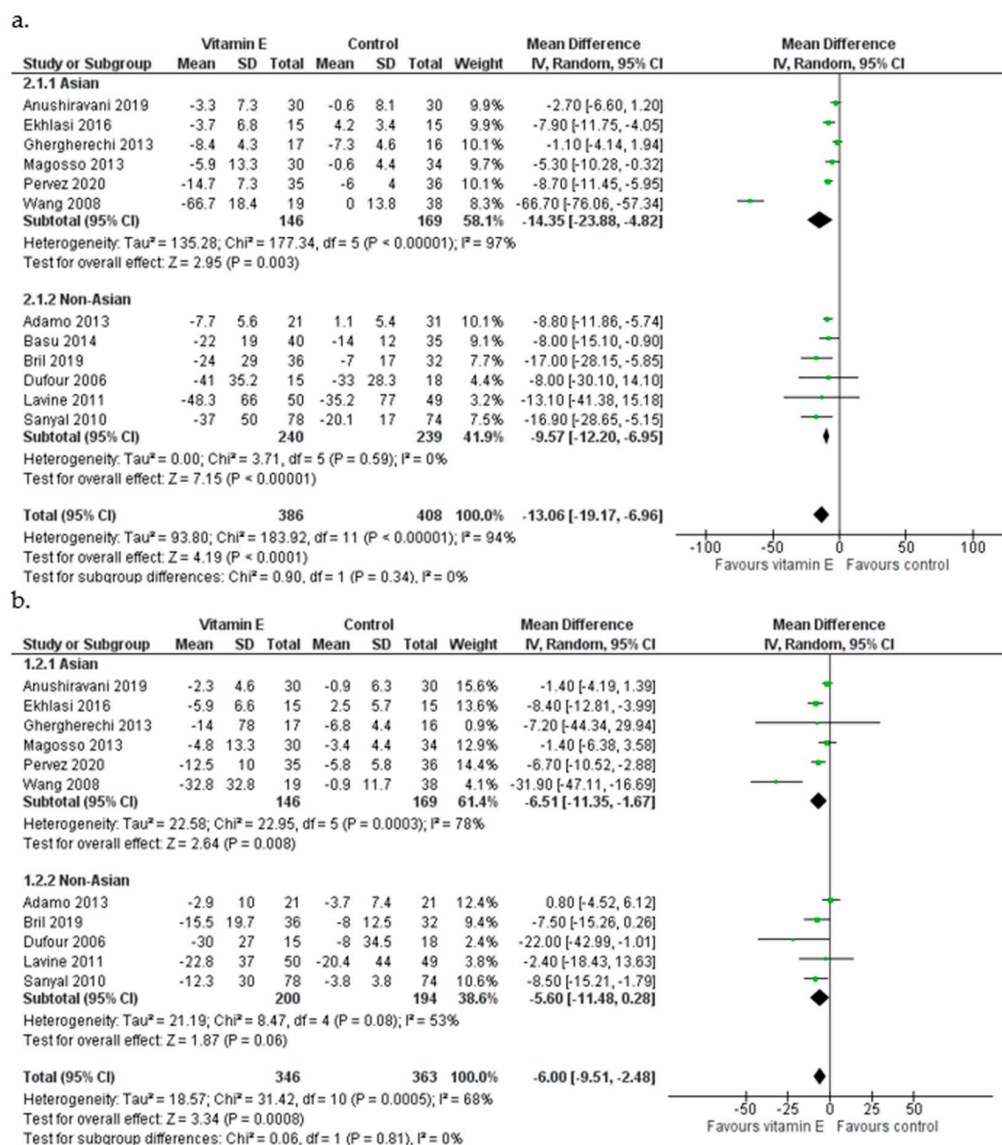 a.
Vitamin E Control Mean Difference Mean Difference
Study or Subgroup Mean SD Total Mean SD Total Weight IV, Random, 95% CI IV, Random, 95% CI
2.1.1 Asian
Anushiravani 2019 -3.3 7.3 30 -0.6 8.1 30 9.9% -2.70 [-6.60, 1.20]
Ekhlasi 2016 -3.7 6.8 15 4.2 3.4 15 9.9% -7.90 [-11.75, -4.05]
Ghergherechi 2013 -8.4 4.3 17 -7.3 4.6 16 10.1% -1.10 [-4.14, 1.94]
Magosso 2013 -5.9 13.3 30 -0.6 4.4 34 9.7% -5.30 [-10.28, -0.32]
Pervez 2020 -14.7 7.3 35 -6 4 36 10.1% -8.70 [-11.45, -5.95]
Wang 2008 -66.7 18.4 19 0 13.8 38 8.3% -66.70 [-76.06, -57.34]
Subtotal (95% CI) 146 169 58.1% -14.35 [-23.88, -4.82]
Heterogeneity: Tau² = 135.28; Chi² = 177.34, df = 5 (P < 0.00001); I² = 97%
Test for overall effect: Z = 2.95 (P = 0.003)
2.1.2 Non-Asian
Adamo 2013 -7.7 5.6 21 1.1 5.4 31 10.1% -8.80 [-11.86, -5.74]
Basu 2014 -22 19 40 -14 12 35 9.1% -8.00 [-15.10, -0.90]
Bril 2019 -24 29 36 -7 17 32 7.7% -17.00 [-28.15, -5.85]
Dufour 2006 -41 35.2 15 -33 28.3 18 4.4% -8.00 [-30.10, 14.10]
Lavine 2011 -48.3 66 50 -35.2 77 49 3.2% -13.10 [-41.38, 15.18]
Sanyal 2010 -37 50 78 -20.1 17 74 7.5% -16.90 [-28.65, -5.15]
Subtotal (95% CI) 240 239 41.9% -9.57 [-12.20, -6.95]
Heterogeneity: Tau² = 0.00; Chi² = 3.71, df = 5 (P = 0.59); I² = 0%
Test for overall effect: Z = 7.15 (P < 0.00001)
Total (95% CI) 386 408 100.0% -13.06 [-19.17, -6.96]
Heterogeneity: Tau² = 93.80; Chi² = 183.92, df = 11 (P < 0.00001); I² = 94%
Test for overall effect: Z = 4.19 (P < 0.0001)
Test for subgroup differences: Chi² = 0.90, df = 1 (P = 0.34), I² = 0%
-100 -50 0 50 100
Favours vitamin E Favours control
b.
Vitamin E Control Mean Difference Mean Difference
Study or Subgroup Mean SD Total Mean SD Total Weight IV, Random, 95% CI IV, Random, 95% CI
1.2.1 Asian
Anushiravani 2019 -2.3 4.6 30 -0.9 6.3 30 15.6% -1.40 [-4.19, 1.39]
Ekhlasi 2016 -5.9 6.6 15 2.5 5.7 15 13.6% -8.40 [-12.81, -3.99]
Ghergherechi 2013 -14 78 17 -6.8 4.4 16 0.9% -7.20 [-44.34, 29.94]
Magosso 2013 -4.8 13.3 30 -3.4 4.4 34 12.9% -1.40 [-6.38, 3.58]
Pervez 2020 -12.5 10 35 -5.8 5.8 36 14.4% -6.70 [-10.52, -2.88]
Wang 2008 -32.8 32.8 19 -0.9 11.7 38 4.1% -31.90 [-47.11, -16.69]
Subtotal (95% CI) 146 169 61.4% -6.51 [-11.35, -1.67]
Heterogeneity: Tau² = 22.58; Chi² = 22.95, df = 5 (P = 0.0003); I² = 78%
Test for overall effect: Z = 2.64 (P = 0.008)
1.2.2 Non-Asian
Adamo 2013 -2.9 10 21 -3.7 7.4 21 12.4% 0.80 [-4.52, 6.12]
Bril 2019 -15.5 19.7 36 -8 12.5 32 9.4% -7.50 [-15.26, 0.26]
Dufour 2006 -30 27 15 -8 34.5 18 2.4% -22.00 [-42.99, -1.01]
Lavine 2011 -22.8 37 50 -20.4 44 49 3.8% -2.40 [-18.43, 13.63]
Sanyal 2010 -12.3 30 78 -3.8 3.8 74 10.6% -8.50 [-15.21, -1.79]
Subtotal (95% CI) 200 194 38.6% -5.60 [-11.48, 0.28]
Heterogeneity: Tau² = 21.19; Chi² = 8.47, df = 4 (P = 0.08); I² = 53%
Test for overall effect: Z = 1.87 (P = 0.06)
Total (95% CI) 346 363 100.0% -6.00 [-9.51, -2.48]
Heterogeneity: Tau² = 18.57; Chi² = 31.42, df = 10 (P = 0.0005); I² = 68%
Test for overall effect: Z = 3.34 (P = 0.0008)
Test for subgroup differences: Chi² = 0.06, df = 1 (P = 0.81), I² = 0%
-50 -25 0 25 50
Favours vitamin E Favours control